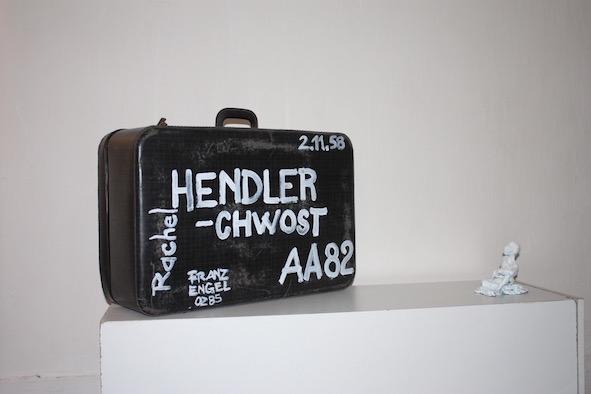 2.11.58
HENDLER
-CHWOST
Rachel
AA82
FRANZ
ENGEL
0285